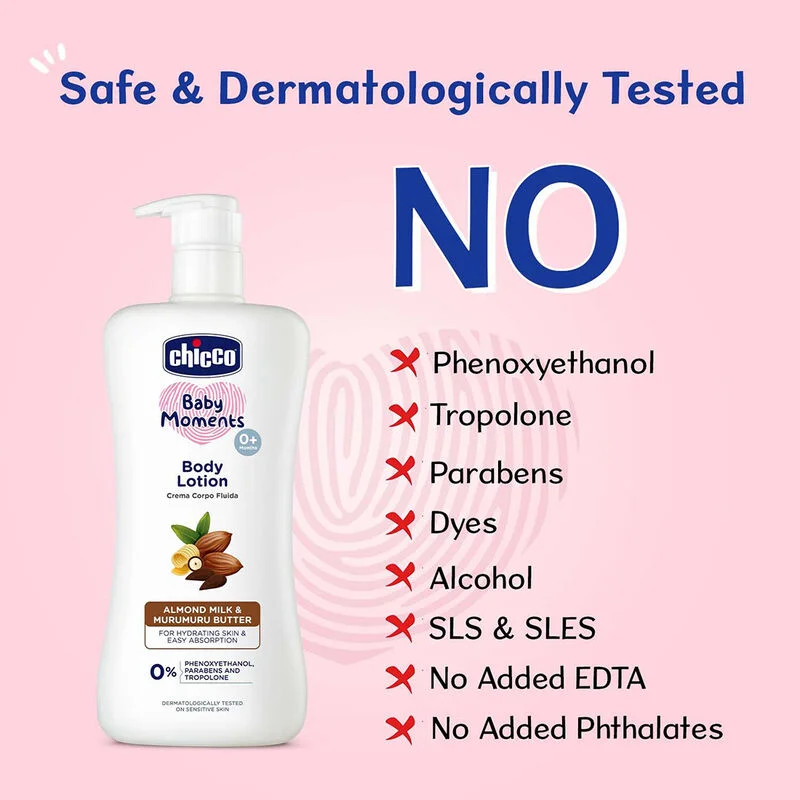 Safe & Dermatologically Tested
NO
chicco
Baby
Moments
0+
Months
Body
Lotion
Crema Corpo Fluida
ALMOND MILK &
MURUMURU BUTTER
FOR HYDRATING SKIN &
EASY ABSORPTION
0%
PHENOXYETHANOL,
PARABENS AND
TROPOLONE
DERMATOLOGICALLY TESTED
ON SENSITIVE SKIN
Phenoxyethanol
Tropolone
Parabens
Dyes
Alcohol
SLS & SLES
No Added EDTA
No Added Phthalates